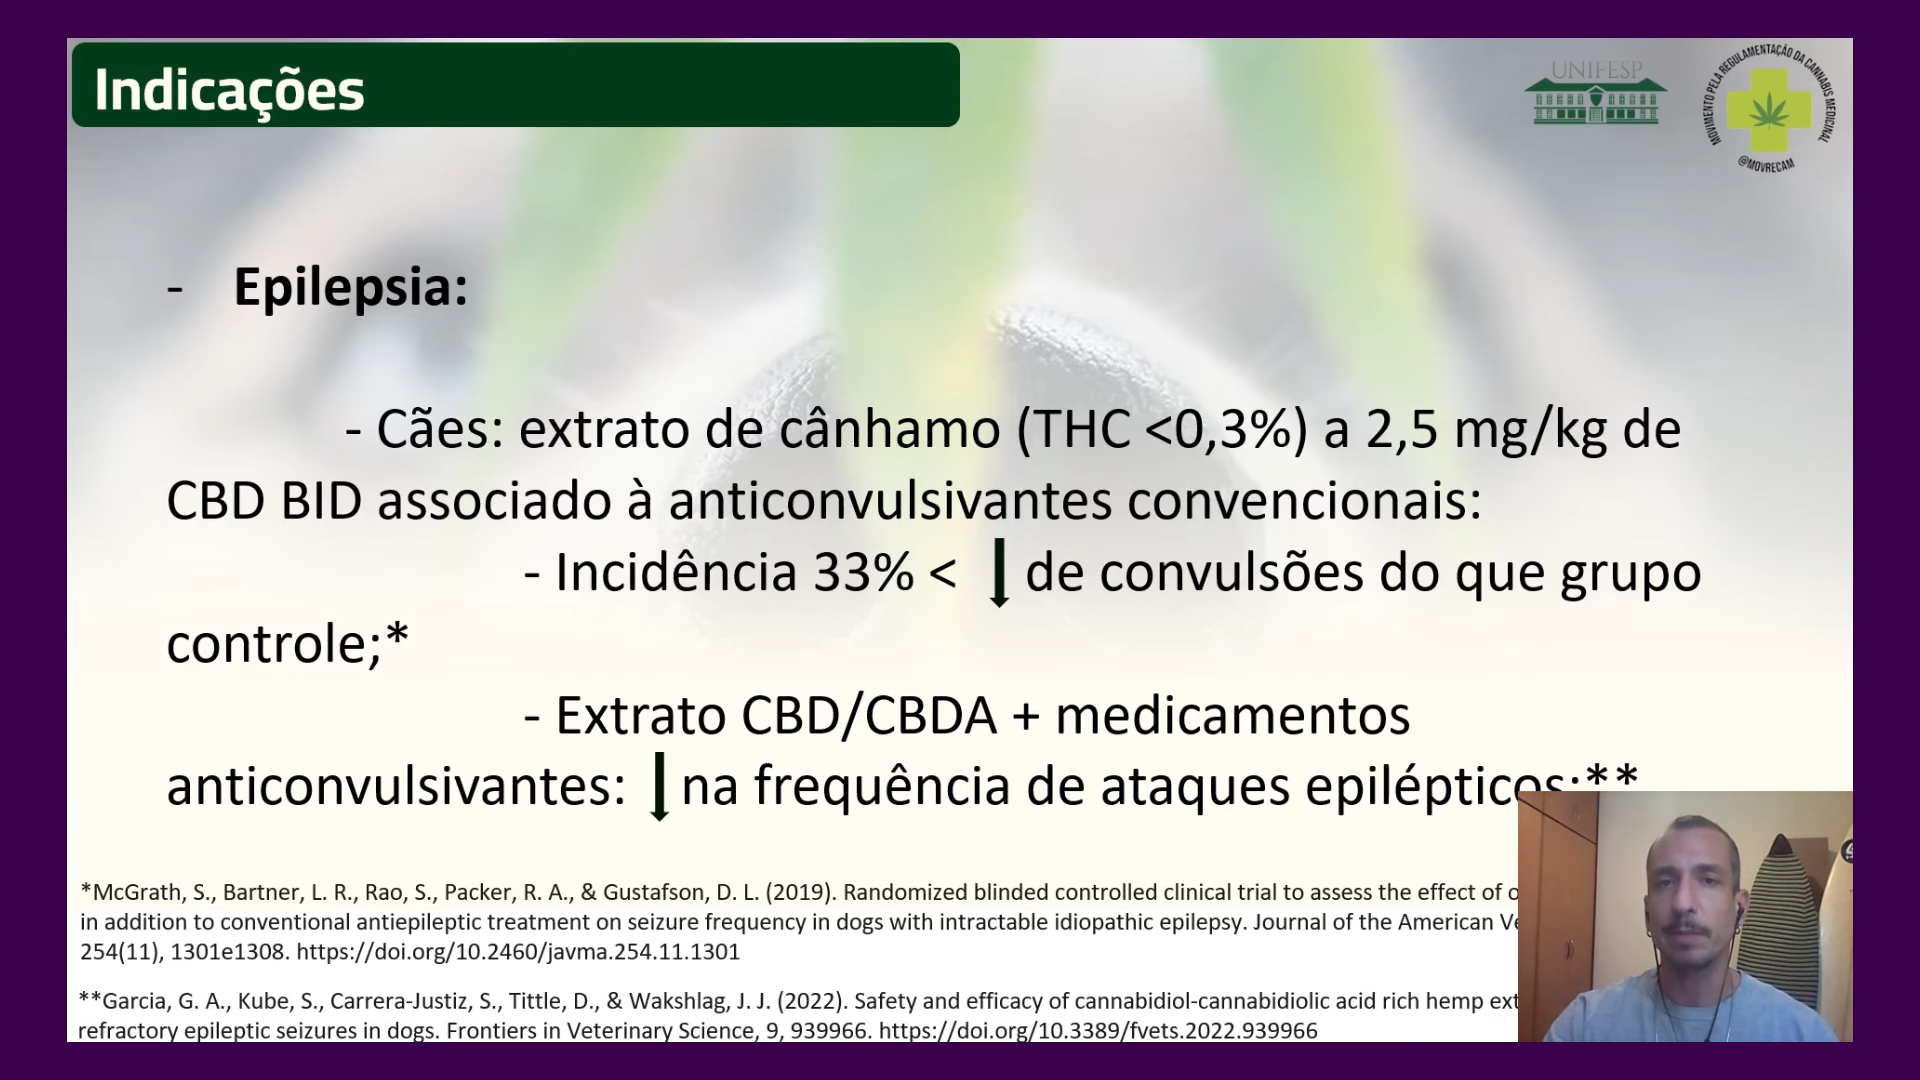 Indicações
UNIFESP
MOVIMENTO PELA REGULAMENTAÇÃO DA CANNABIS MEDICINAL
@MOVRECAM
- Epilepsia:
- Cães: extrato de cânhamo (THC <0,3%) a 2,5 mg/kg de
CBD BID associado à anticonvulsivantes convencionais:
- Incidência 33% < ↓ de convulsões do que grupo
controle;*
- Extrato CBD/CBDA + medicamentos
anticonvulsivantes: ↓ na frequência de ataques epilépticos;**
*McGrath, S., Bartner, L. R., Rao, S., Packer, R. A., & Gustafson, D. L. (2019). Randomized blinded controlled clinical trial to assess the effect of
in addition to conventional antiepileptic treatment on seizure frequency in dogs with intractable idiopathic epilepsy. Journal of the American
254(11), 1301e1308. https://doi.org/10.2460/javma.254.11.1301
**Garcia, G. A., Kube, S., Carrera-Justiz, S., Tittle, D., & Wakshlag, J. J. (2022). Safety and efficacy of cannabidiol-cannabidiolic acid rich hemp
refractory epileptic seizures in dogs. Frontiers in Veterinary Science, 9, 939966. https://doi.org/10.3389/fvets.2022.939966